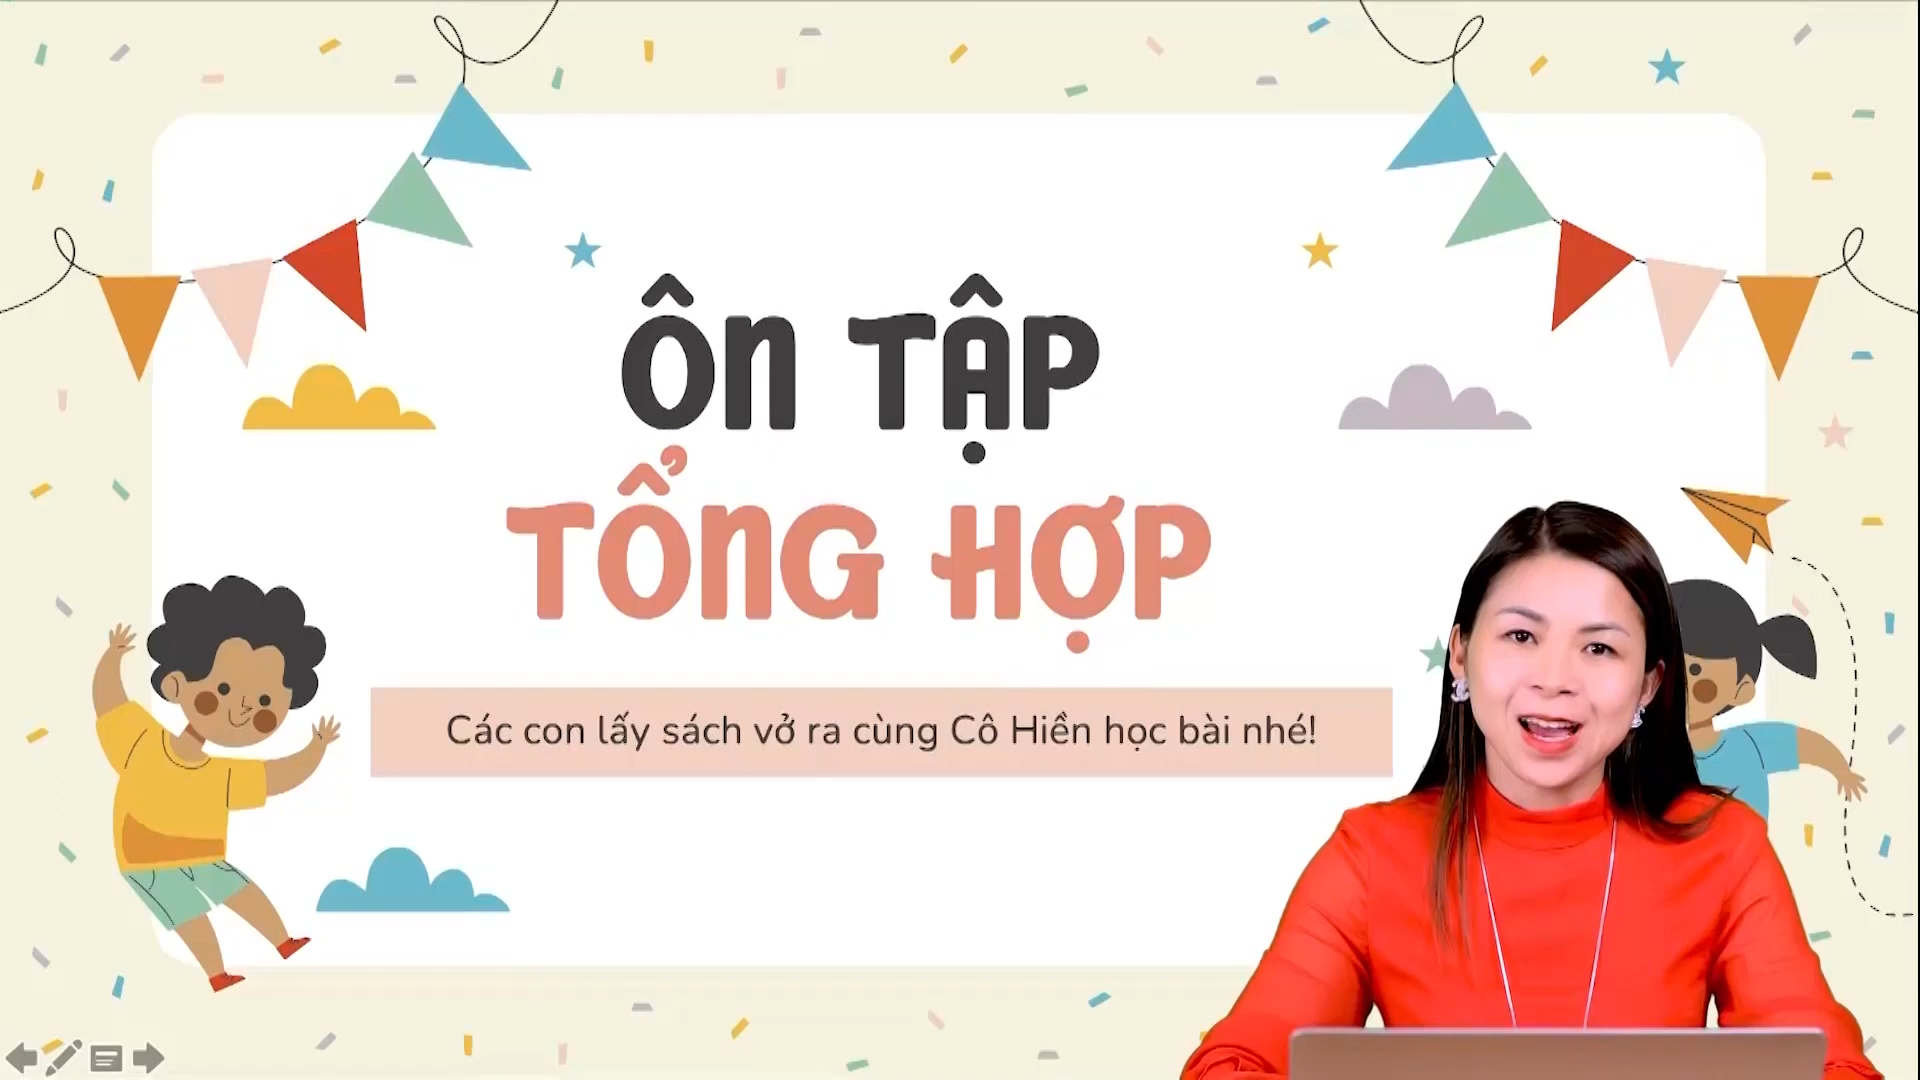 ÔN TẬP
TỔNG HỢP
Các con lấy sách vở ra cùng Cô Hiền học bài nhé!